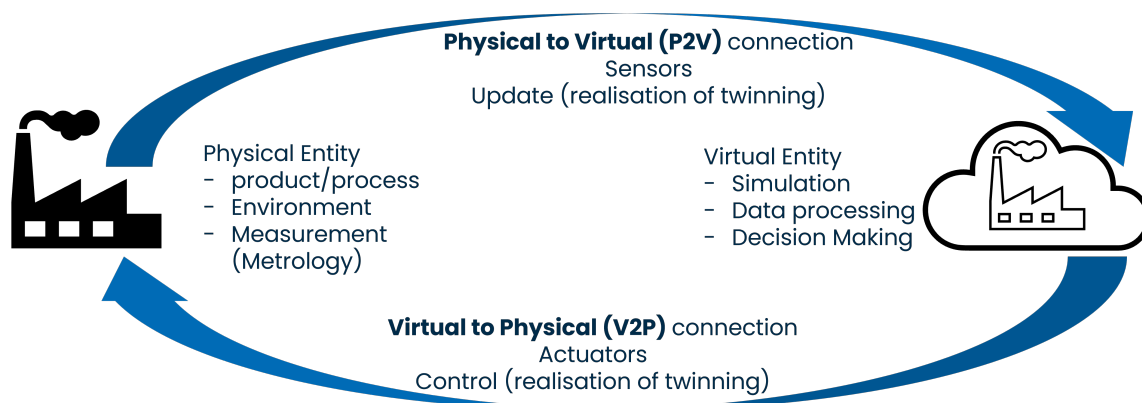 Physical to Virtual (P2V) connection
Sensors
Update (realisation of twinning)
Physical Entity
- product/process
- Environment
- Measurement
(Metrology)
Virtual Entity
- Simulation
- Data processing
- Decision Making
Virtual to Physical (V2P) connection
Actuators
Control (realisation of twinning)